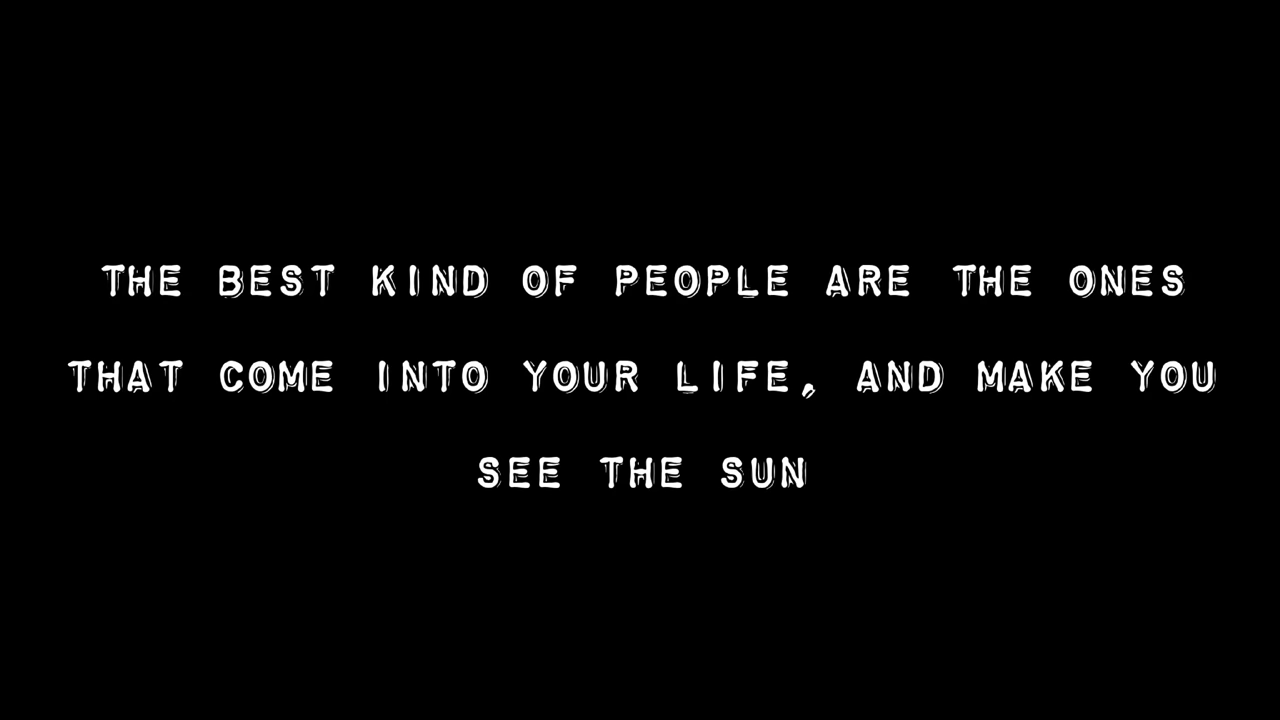 THE BEST KIND OF PEOPLE ARE THE ONES
THAT COME INTO YOUR LIFE, AND MAKE YOU
SEE THE SUN